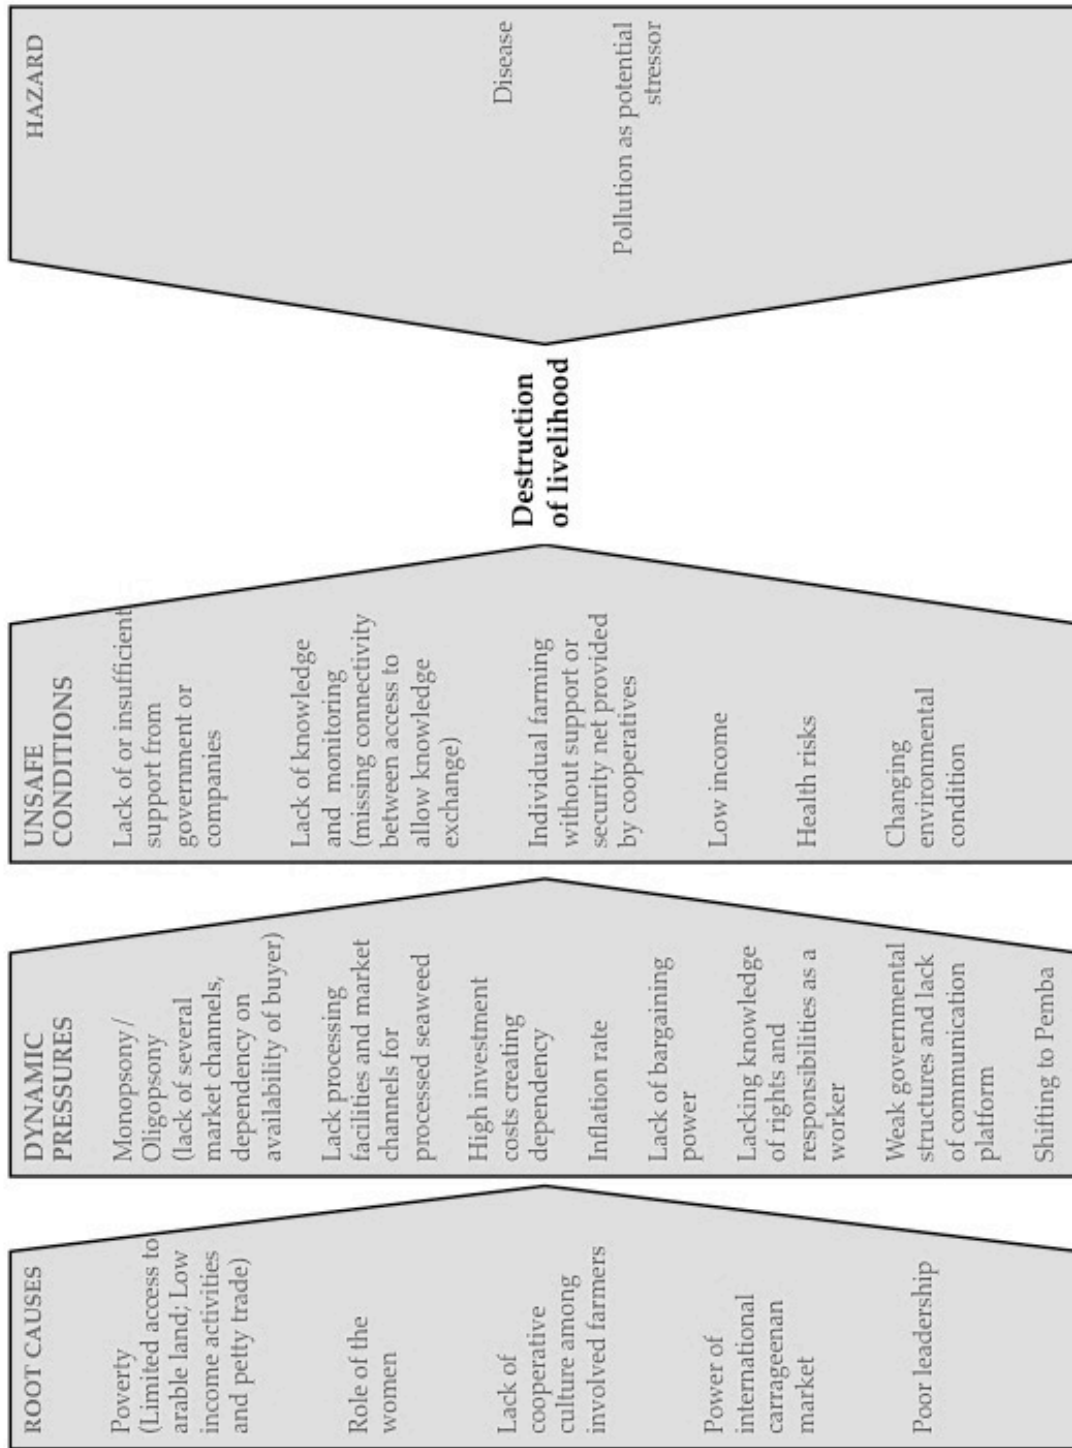 ROOT CAUSES
Poverty
(Limited access to
arable land; Low
income activities
and petty trade)
Role of the
women
Lack of
cooperative
culture among
involved farmers
Power of
international
carrageenan
market
Poor leadership
DYNAMIC
PRESSURES
Monopsony /
Oligopsony
(lack of several
market channels,
dependency on
availability of buyer)
Lack processing
facilities and market
channels for
processed seaweed
High investment
costs creating
dependency
Inflation rate
Lack of bargaining
power
Lacking knowledge
of rights and
responsibilities as a
worker
Weak governmental
structures and lack
of communication
platform
Shifting to Pemba
UNSAFE
CONDITIONS
Lack of or insufficient
support from
government or
companies
Lack of knowledge
and monitoring
(missing connectivity
between access to
allow knowledge
exchange)
Individual farming
without support or
security net provided
by cooperatives
Low income
Health risks
Changing
environmental
condition
Destruction
of livelihood
HAZARD
Disease
Pollution as potential
stressor